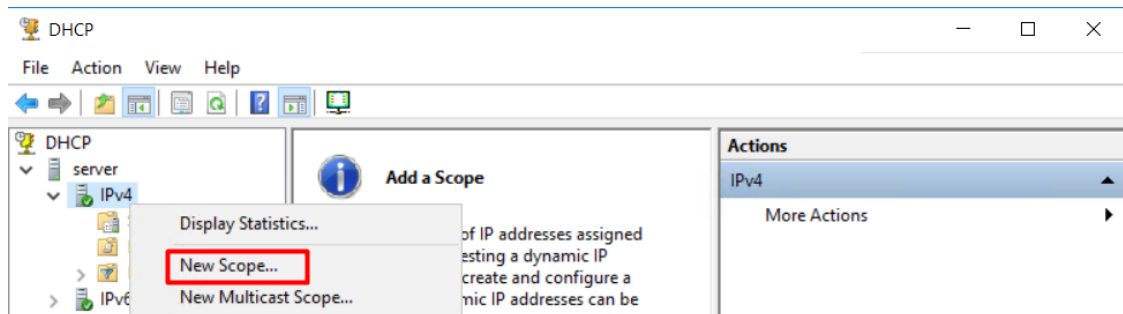 DHCP
File Action View Help
DHCP
server
IPv4
IPv6
Display Statistics...
New Scope...
New Multicast Scope...
Add a Scope
of IP addresses assigned
esting a dynamic IP
create and configure a
mic IP addresses can be
Actions
IPv4
More Actions